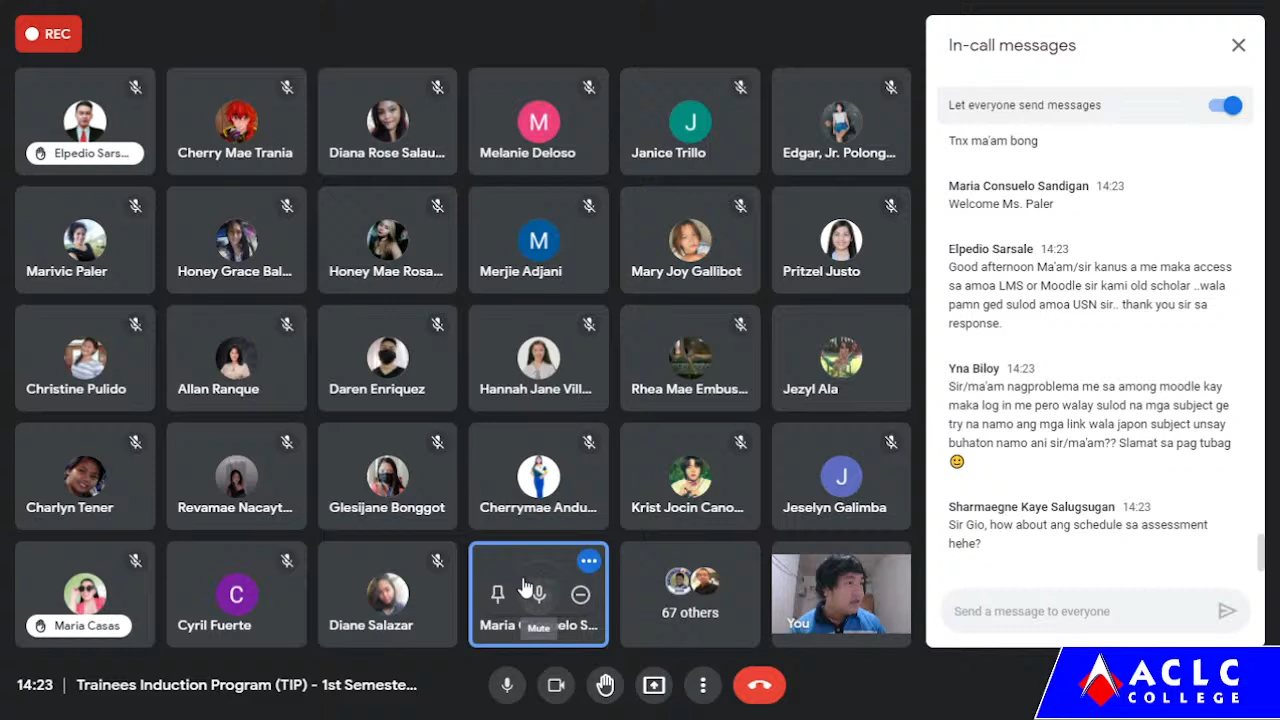 REC
Elpedio Sars...
Cherry Mae Trania
Diana Rose Salau...
M
Melanie Deloso
J
Janice Trillo
Edgar, Jr. Polong...
Marivic Paler
Honey Grace Bal...
Honey Mae Rosa...
M
Merjie Adjani
Mary Joy Gallibot
Pritzel Justo
Christine Pulido
Allan Ranque
Daren Enriquez
Hannah Jane Vill...
Rhea Mae Embus...
Jezyl Ala
Charlyn Tener
Revamae Nacayt...
Glesijane Bonggot
Cherrymae Andu...
Krist Jocin Cano...
J
Jeselyn Galimba
Maria Casas
C
Cyril Fuerte
Diane Salazar
Maria C elo S...
Mute
67 others
You
14:23 | Trainees Induction Program (TIP) - 1st Semeste...
In-call messages
Let everyone send messages
Tnx ma'am bong
Maria Consuelo Sandigan 14:23
Welcome Ms. Paler
Elpedio Sarsale 14:23
Good afternoon Ma'am/sir kanus a me maka access
sa amoa LMS or Moodle sir kami old scholar ..wala
pamn ged sulod amoa USN sir.. thank you sir sa
response.
Yna Biloy 14:23
Sir/ma'am nagproblema me sa among moodle kay
maka log in me pero walay sulod na mga subject ge
try na namo ang mga link wala japon subject unsay
buhaton namo ani sir/ma'am?? Slamat sa pag tubag
🙂
Sharmaegne Kaye Salugsugan 14:23
Sir Gio, how about ang schedule sa assessment
hehe?
Send a message to everyone
ACLC
COLLEGE